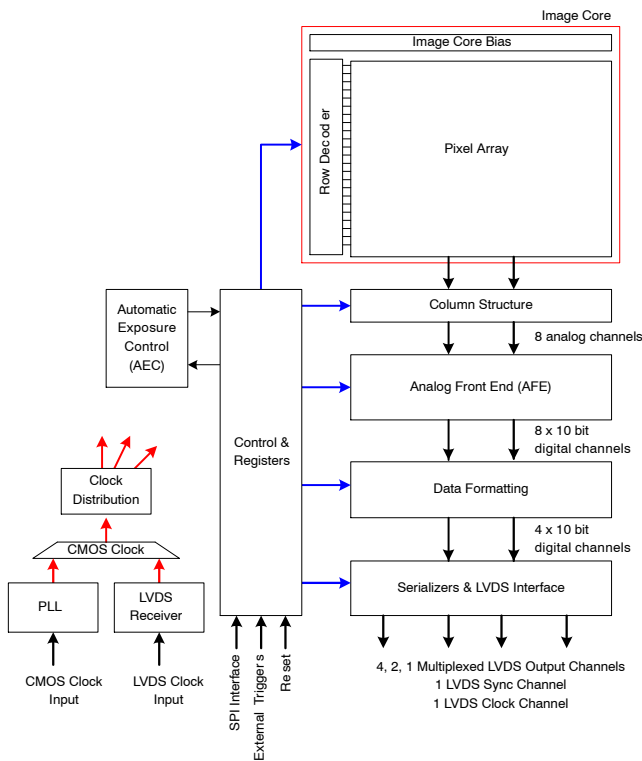 Image Core
Image Core Bias
Row Decoder
Pixel Array
Column Structure
8 analog channels
Automatic
Exposure
Control
(AEC)
Analog Front End (AFE)
8 x 10 bit
digital channels
Control &
Registers
Clock
Distribution
Data Formatting
4 x 10 bit
digital channels
CMOS Clock
PLL
LVDS
Receiver
Serializers & LVDS Interface
CMOS Clock
Input
LVDS Clock
Input
SPI Interface
External Triggers
Reset
4, 2, 1 Multiplexed LVDS Output Channels
1 LVDS Sync Channel
1 LVDS Clock Channel